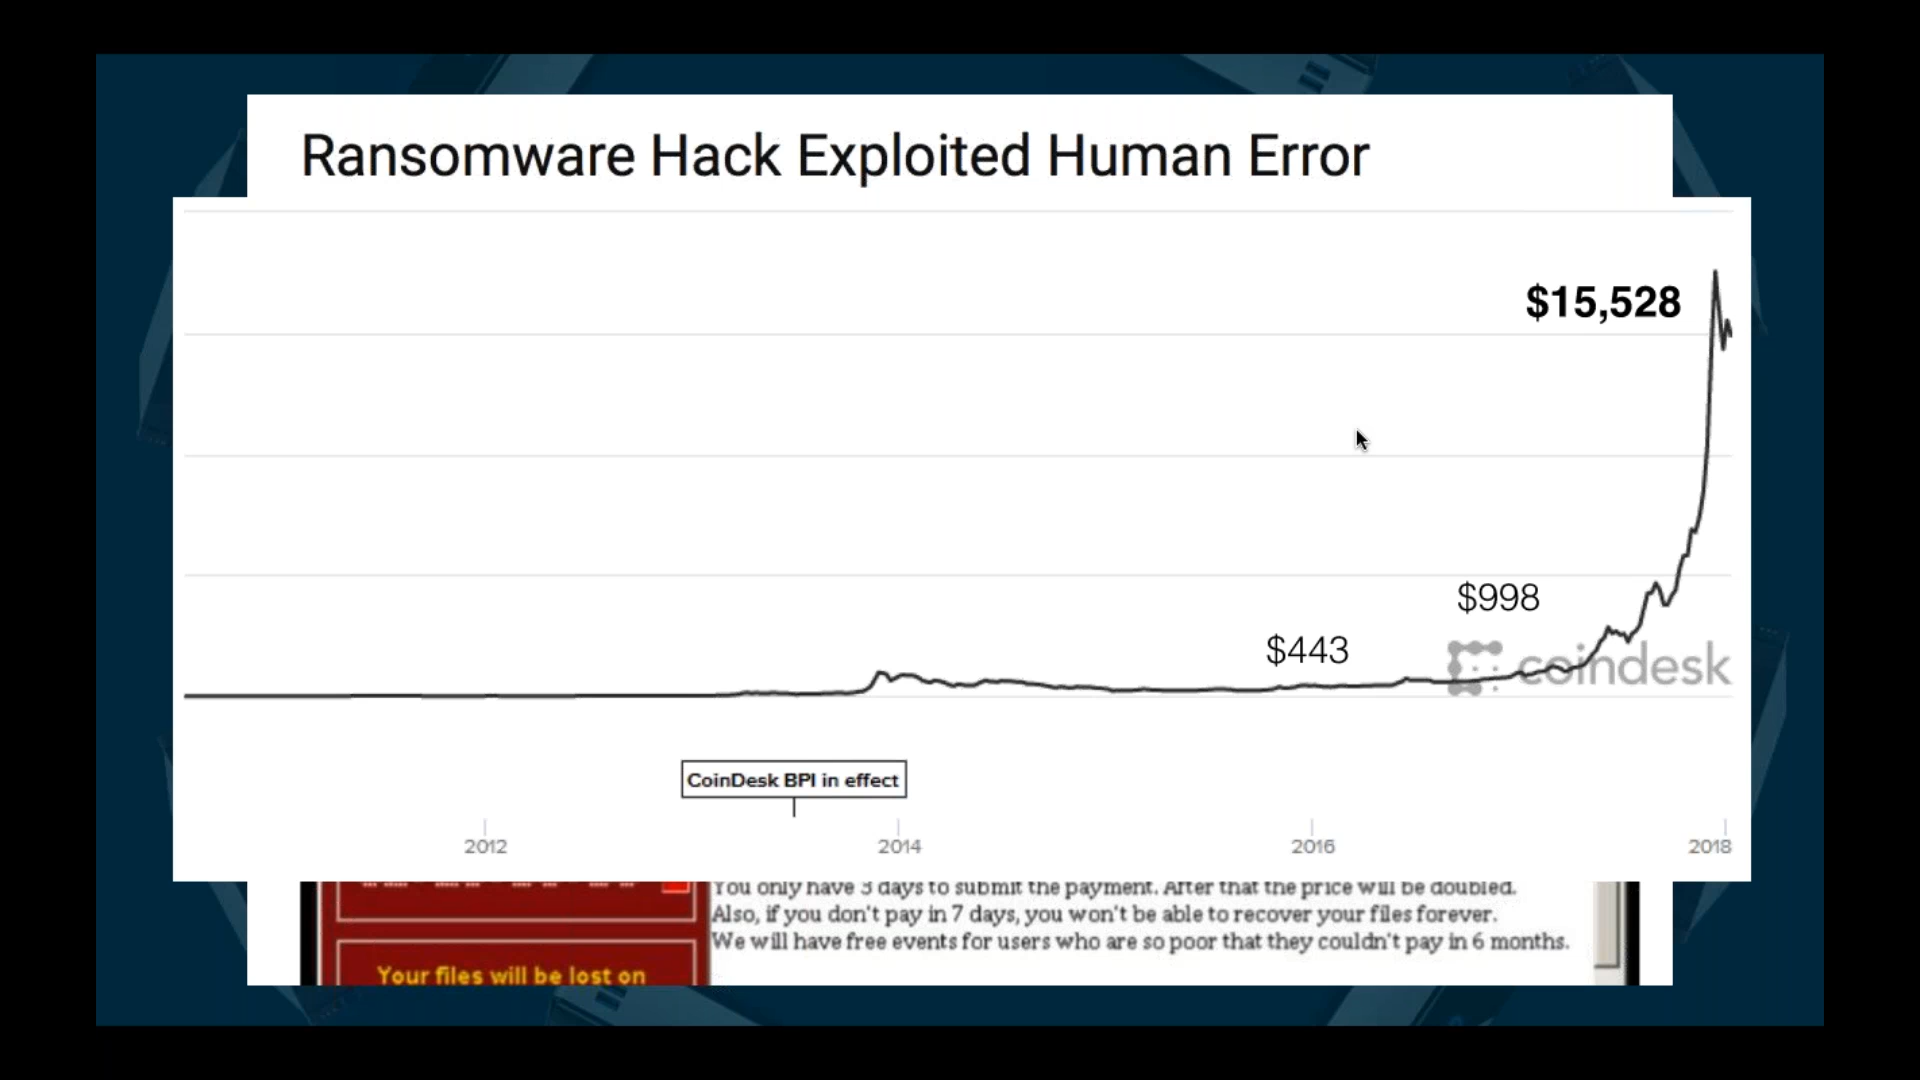 Ransomware Hack Exploited Human Error
$15,528
$998
$443
coindesk
CoinDesk BPI in effect
2012
2014
2016
2018
You only have 3 days to submit the payment. After that the price will be doubled.
Also, if you don't pay in 7 days, you won't be able to recover your files forever.
We will have free events for users who are so poor that they couldn't pay in 6 months.
Your files will be lost on